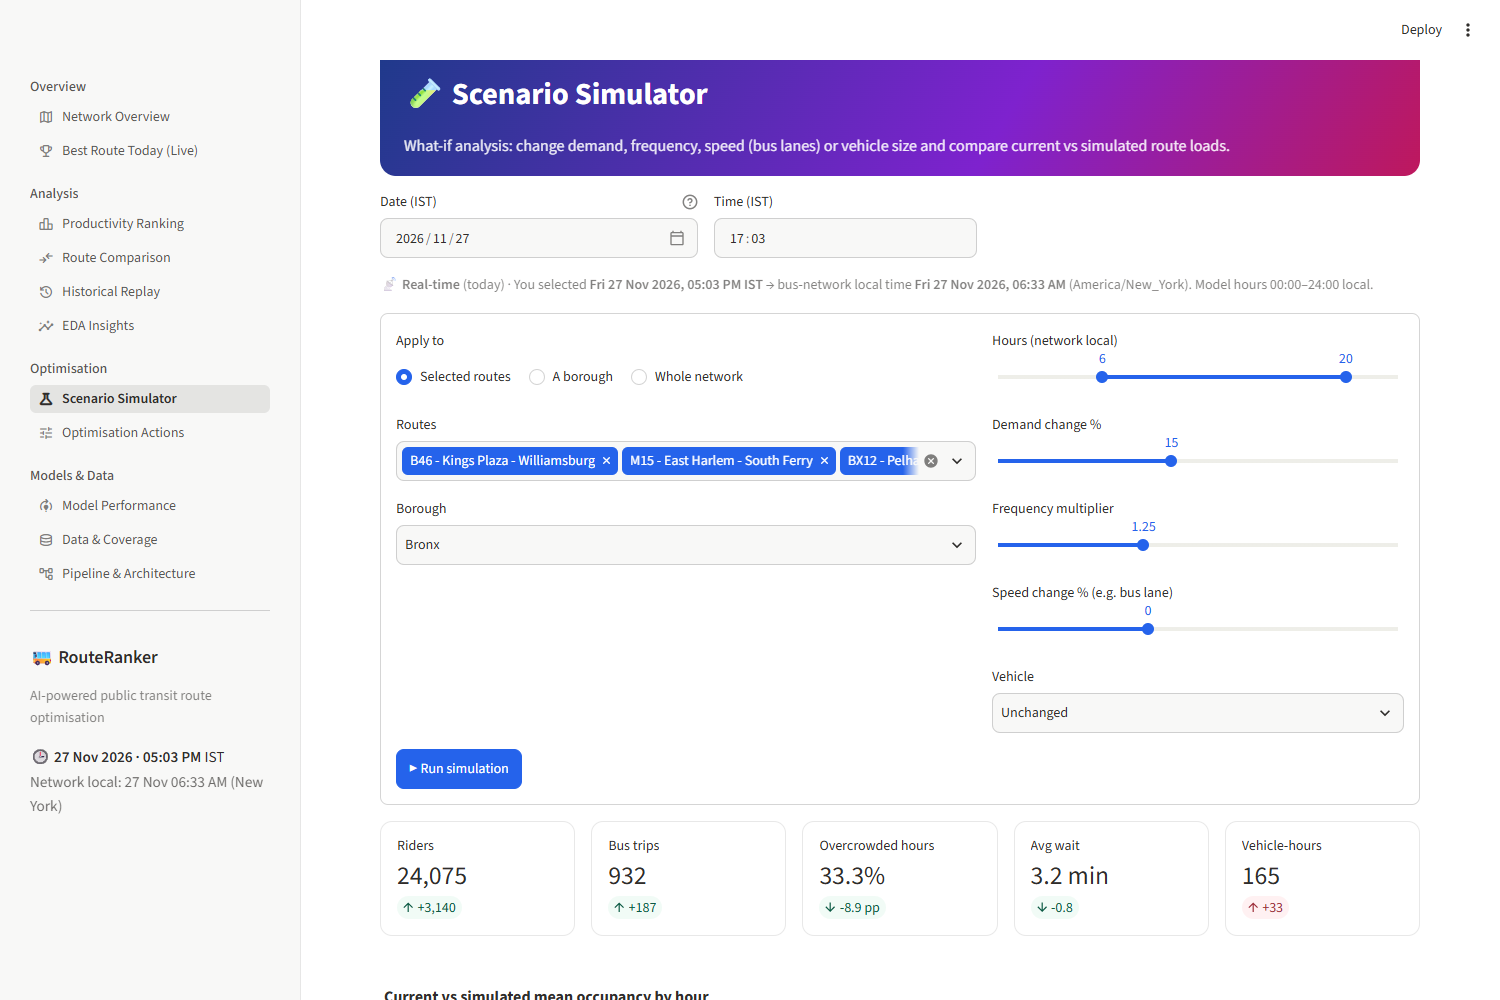 Deploy
Overview
Network Overview
Best Route Today (Live)
Analysis
Productivity Ranking
Route Comparison
Historical Replay
EDA Insights
Optimisation
Scenario Simulator
Optimisation Actions
Models & Data
Model Performance
Data & Coverage
Pipeline & Architecture
RouteRanker
AI-powered public transit route
optimisation
27 Nov 2026 · 05:03 PM IST
Network local: 27 Nov 06:33 AM (New
York)
Scenario Simulator
What-if analysis: change demand, frequency, speed (bus lanes) or vehicle size and compare current vs simulated route loads.
Date (IST)
2026/11/27
Time (IST)
17:03
Real-time (today) · You selected Fri 27 Nov 2026, 05:03 PM IST → bus-network local time Fri 27 Nov 2026, 06:33 AM (America/New_York). Model hours 00:00–24:00 local.
Apply to
Selected routes
A borough
Whole network
Routes
B46 - Kings Plaza - Williamsburg ×
M15 - East Harlem - South Ferry ×
BX12 - Pelha
Borough
Bronx
Hours (network local)
6
20
Demand change %
15
Frequency multiplier
1.25
Speed change % (e.g. bus lane)
0
Vehicle
Unchanged
▶ Run simulation
Riders
24,075
↑ +3,140
Bus trips
932
↑ +187
Overcrowded hours
33.3%
↓ -8.9 pp
Avg wait
3.2 min
↓ -0.8
Vehicle-hours
165
↑ +33
Current vs simulated mean occupancy by hour